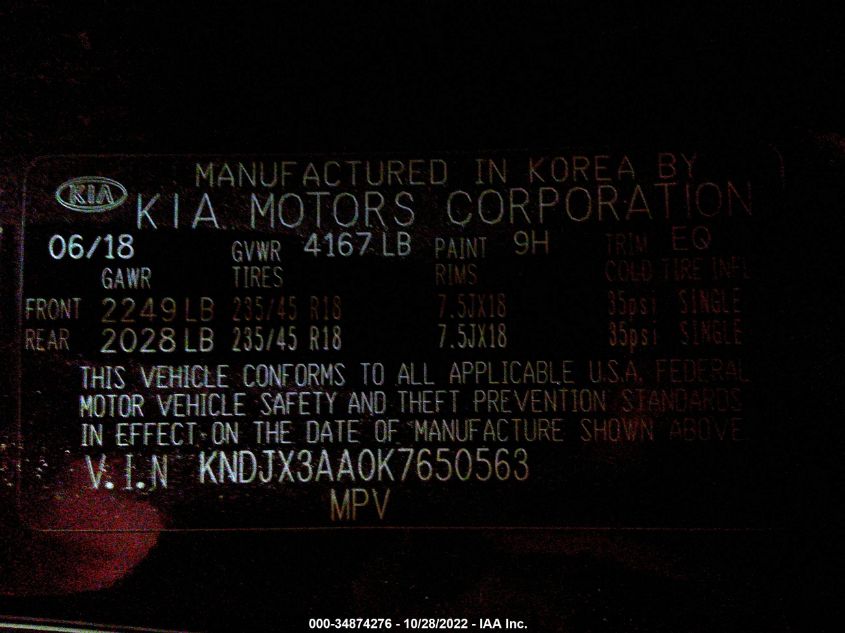 MANUFACTURED IN KOREA BY
KIA KIA MOTORS CORPORATION
06/18 GVWR 4167 LB PAINT 9H TRIM EQ
GAWR TIRES RIMS COLD TIRE INFL
FRONT 2249 LB 235/45 R18 7.5JX18 35psi SINGLE
REAR 2028 LB 235/45 R18 7.5JX18 35psi SINGLE
THIS VEHICLE CONFORMS TO ALL APPLICABLE U.S.A. FEDERAL
MOTOR VEHICLE SAFETY AND THEFT PREVENTION STANDARDS
IN EFFECT ON THE DATE OF MANUFACTURE SHOWN ABOVE.
V.I.N KNDJX3AA0K7650563
MPV
000-34874276 - 10/28/2022 - IAA Inc.